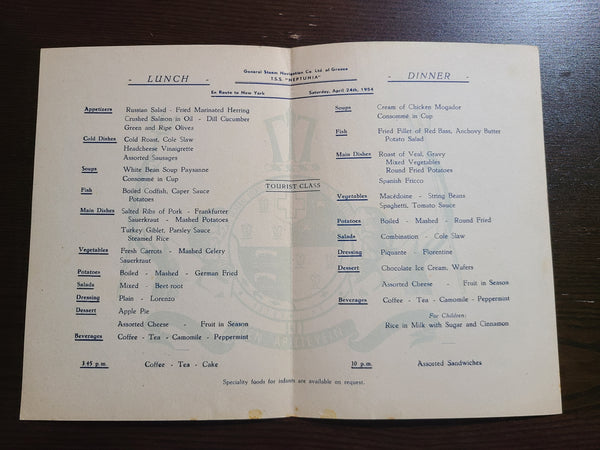 General Steam Navigation Co Ltd. of Greece
T.S.S "NEPTUNIA"
En Route to New York
Saturday, April 24th, 1954
- LUNCH -
Appetizers Russian Salad - Fried Marinated Herring
Crushed Salmon in Oil - Dill Cucumber
Green and Ripe Olives
Cold Dishes Cold Roast, Cole Slaw
Headcheese Vinaigrette
Assorted Sausages
Soups White Bean Soup Paysanne
Consommé in Cup
Fish Boiled Codfish, Caper Sauce
Potatoes
Main Dishes Salted Ribs of Pork - Frankfurter
Sauerkraut - Mashed Potatoes
Turkey Giblet, Parsley Sauce
Steamed Rice
Vegetables Fresh Carrots - Mashed Celery
Sauerkraut
Potatoes Boiled - Mashed - German Fried
Salads Mixed - Beet root
Dressing Plain - Lorenzo
Dessert Apple Pie
Assorted Cheese - Fruit in Season
Beverages Coffee - Tea - Camomile - Peppermint
3.45 p.m. Coffee - Tea - Cake
TOURIST CLASS
- DINNER -
Soups Cream of Chicken Mogador
Consommé in Cup
Fish Fried Fillet of Red Bass, Anchovy Butter
Potato Salad
Main Dishes Roast of Veal, Gravy
Mixed Vegetables
Round Fried Potatoes
Spanish Fricco
Vegetables Macédoine - String Beans
Spaghetti, Tomato Sauce
Potatoes Boiled - Mashed - Round Fried
Salads Combination - Cole Slaw
Dressing Piquante - Florentine
Dessert Chocolate Ice Cream, Wafers
Assorted Cheese - Fruit in Season
Beverages Coffee - Tea - Camomile - Peppermint
For Children:
Rice in Milk with Sugar and Cinnamon
10 p.m. Assorted Sandwiches
Speciality foods for infants are available on request.